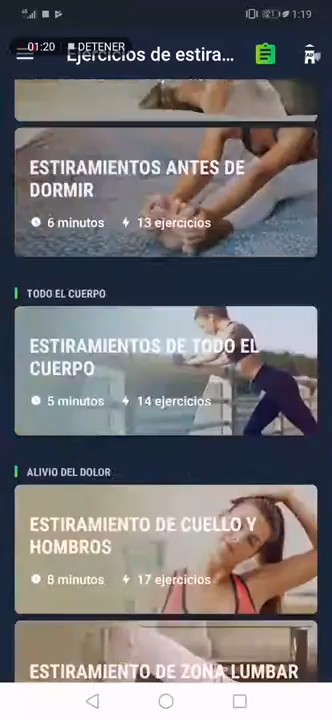 01:20 DETENER
21
1:19
Ejercicios de estira...
ESTIRAMIENTOS ANTES DE
DORMIR
6 minutos 13 ejercicios
TODO EL CUERPO
ESTIRAMIENTOS DE TODO EL
CUERPO
5 minutos 14 ejercicios
ALIVIO DEL DOLOR
ESTIRAMIENTO DE CUELLO Y
HOMBROS
8 minutos 17 ejercicios
ESTIRAMIENTO DE ZONA LUMBAR